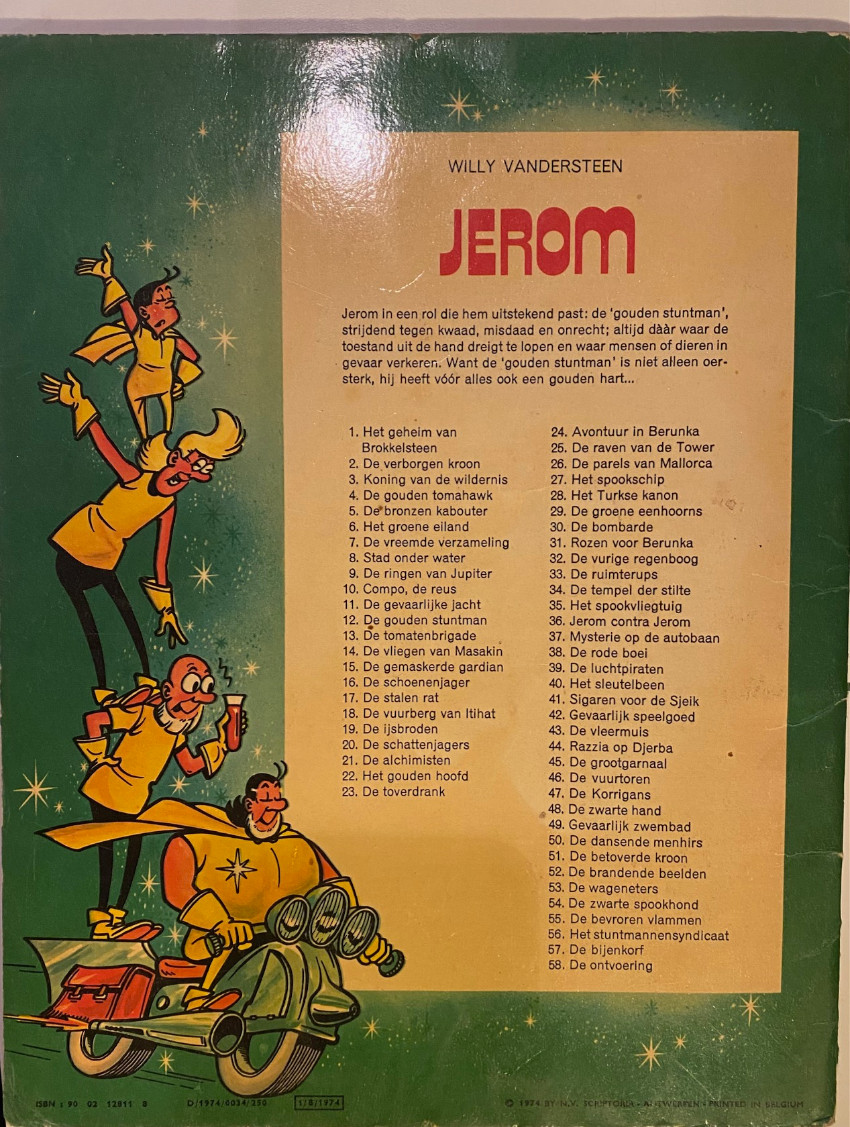 WILLY VANDERSTEEN
JEROM
Jerom in een rol die hem uitstekend past: de 'gouden stuntman',
strijdend tegen kwaad, misdaad en onrecht; altijd dààr waar de
toestand uit de hand dreigt te lopen en waar mensen of dieren in
gevaar verkeren. Want de 'gouden stuntman' is niet alleen oer-
sterk, hij heeft vóór alles ook een gouden hart...
1. Het geheim van
Brokkelsteen
2. De verborgen kroon
3. Koning van de wildernis
4. De gouden tomahawk
5. De bronzen kabouter
6. Het groene eiland
7. De vreemde verzameling
8. Stad onder water
9. De ringen van Jupiter
10. Compo, de reus
11. De gevaarlijke jacht
12. De gouden stuntman
13. De tomatenbrigade
14. De vliegen van Masakin
15. De gemaskerde gardian
16. De schoenenjager
17. De stalen rat
18. De vuurberg van Itihat
19. De ijsbroden
20. De schattenjagers
21. De alchimisten
22. Het gouden hoofd
23. De toverdrank
24. Avontuur in Berunka
25. De raven van de Tower
26. De parels van Mallorca
27. Het spookschip
28. Het Turkse kanon
29. De groene eenhoorns
30. De bombarde
31. Rozen voor Berunka
32. De vurige regenboog
33. De ruimterups
34. De tempel der stilte
35. Het spookvliegtuig
36. Jerom contra Jerom
37. Mysterie op de autobaan
38. De rode boei
39. De luchtpiraten
40. Het sleutelbeen
41. Sigaren voor de Sjeik
42. Gevaarlijk speelgoed
43. De vleermuis
44. Razzia op Djerba
45. De grootgarnaal
46. De vuurtoren
47. De Korrigans
48. De zwarte hand
49. Gevaarlijk zwembad
50. De dansende menhirs
51. De betoverde kroon
52. De brandende beelden
53. De wageneters
54. De zwarte spookhond
55. De bevroren vlammen
56. Het stuntmannensyndicaat
57. De bijenkorf
58. De ontvoering
ISBN : 90 02 12811 8 D/1974/0034/250 1/8/1974 © 1974 BY N.V. SCRIPTORIA - ANTWERPEN - PRINTED IN BELGIUM